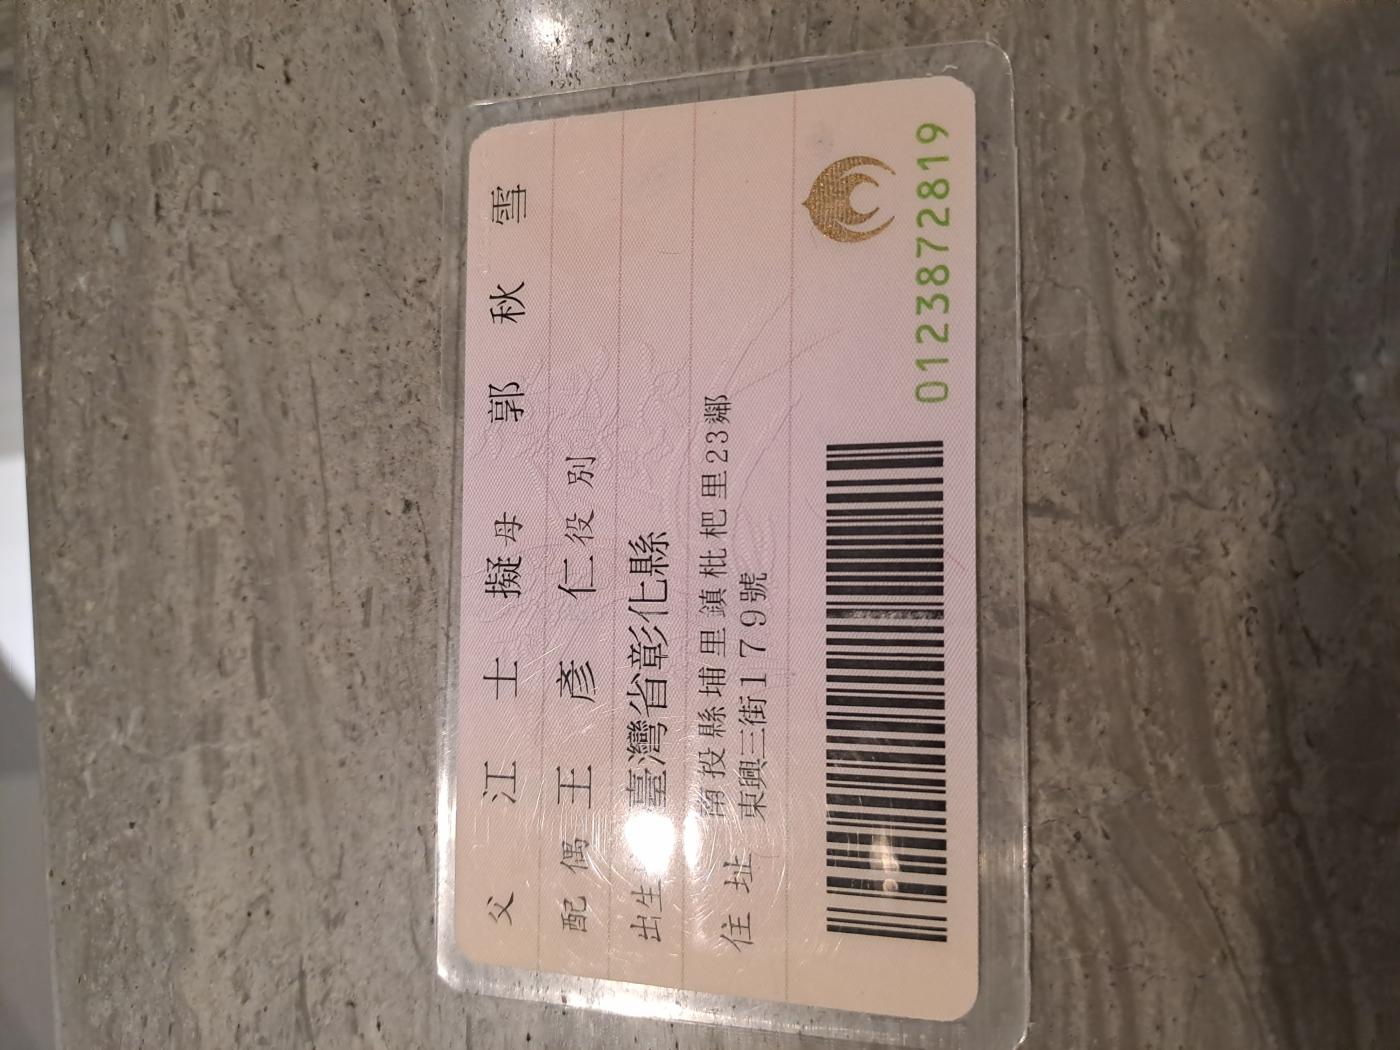 父 江 士 擬 母 郭 秋 雪
配 偶 王 彥 仁 役 別
出生 臺灣省彰化縣
住 址 南 投 縣 埔 里 鎮 枇 杷 里 23鄰
東興三街179號
0123872819